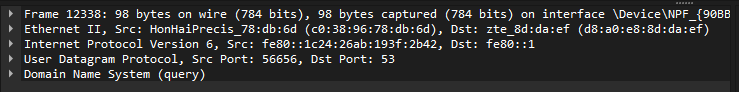 Frame 12338: 98 bytes on wire (784 bits), 98 bytes captured (784 bits) on interface \Device\NPF_{90BB
Ethernet II, Src: HonHaiPrecis_78:db:6d (c0:38:96:78:db:6d), Dst: zte_8d:da:ef (d8:a0:e8:8d:da:ef)
Internet Protocol Version 6, Src: fe80::1c24:26ab:193f:2b42, Dst: fe80::1
User Datagram Protocol, Src Port: 56656, Dst Port: 53
Domain Name System (query)